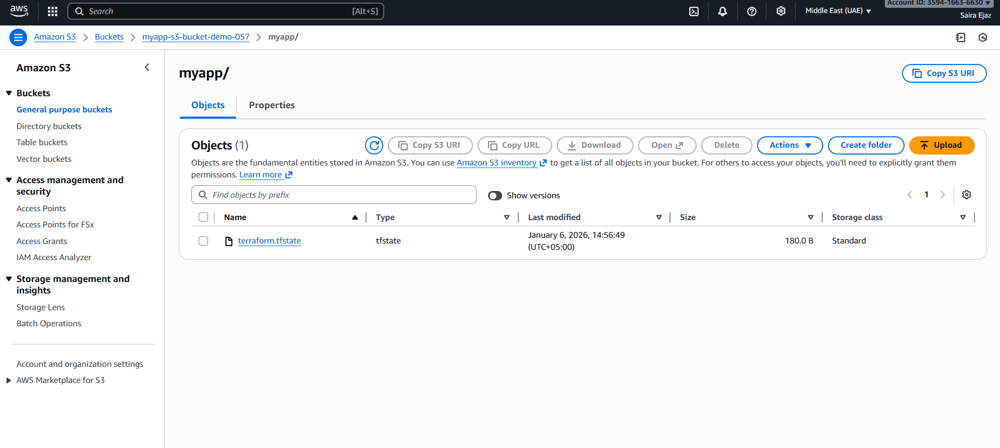 aws
Search [Alt+S]
Middle East (UAE)
Account ID: 3594-1663-6630
Saira Ejaz
Amazon S3
Buckets
myapp-s3-bucket-demo-057
myapp/
Amazon S3
Buckets
General purpose buckets
Directory buckets
Table buckets
Vector buckets
Access management and
security
Access Points
Access Points for FSx
Access Grants
IAM Access Analyzer
Storage management and
insights
Storage Lens
Batch Operations
Account and organization settings
AWS Marketplace for S3
myapp/
Copy S3 URI
Objects
Properties
Objects (1)
Copy S3 URI
Copy URL
Download
Open
Delete
Actions
Create folder
Upload
Objects are the fundamental entities stored in Amazon S3. You can use Amazon S3 inventory to get a list of all objects in your bucket. For others to access your objects, you'll need to explicitly grant them
permissions. Learn more
Find objects by prefix
Show versions
1
Name Type Last modified Size Storage class
terraform.tfstate tfstate January 6, 2026, 14:56:49 180.0 B Standard
(UTC+05:00)